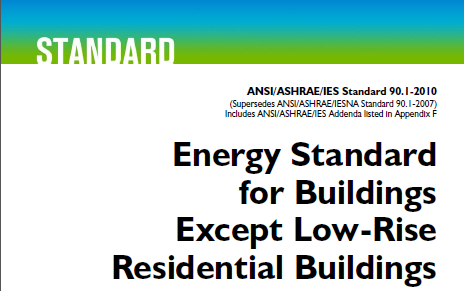 STANDARD
ANSI/ASHRAE/IES Standard 90.1-2010
(Supersedes ANSI/ASHRAE/IESNA Standard 90.1-2007)
Includes ANSI/ASHRAE/IES Addenda listed in Appendix F
Energy Standard
for Buildings
Except Low-Rise
Residential Buildings